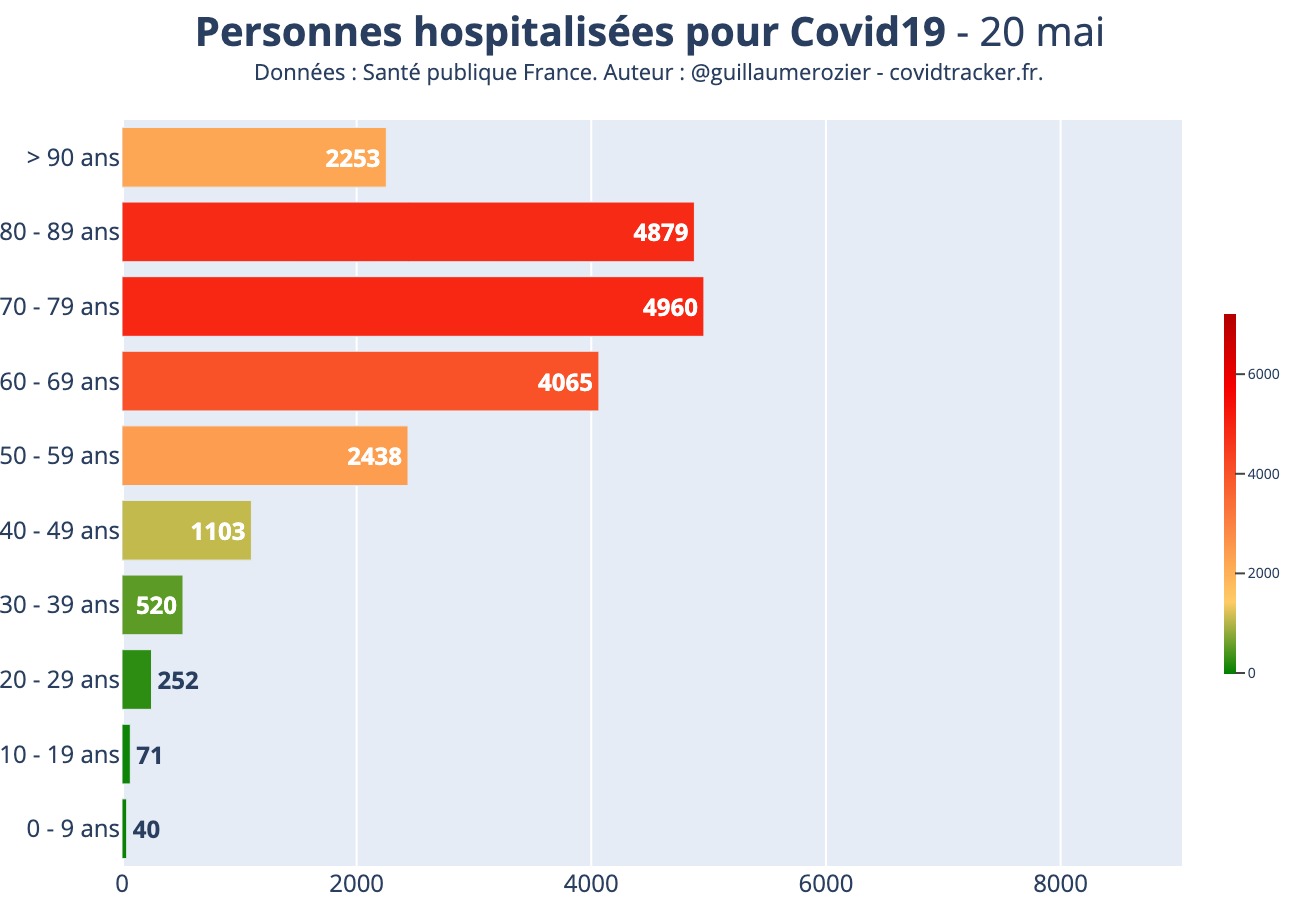 Personnes hospitalisées pour Covid19 - 20 mai
Données : Santé publique France. Auteur : @guillaumerozier - covidtracker.fr.
> 90 ans 2253
80 - 89 ans 4879
70 - 79 ans 4960
60 - 69 ans 4065
50 - 59 ans 2438
40 - 49 ans 1103
30 - 39 ans 520
20 - 29 ans 252
10 - 19 ans 71
0 - 9 ans 40
0 2000 4000 6000 8000
6000
4000
2000
0